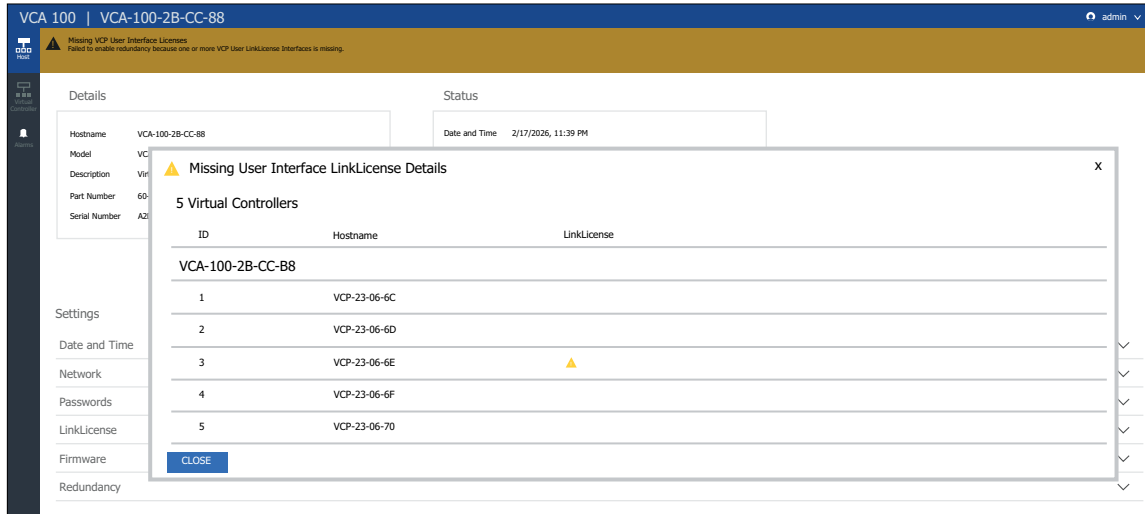 VCA 100 | VCA-100-2B-CC-88
admin
Host
Missing VCP User Interface Licenses
Failed to enable redundancy because one or more VCP User LinkLicense Interfaces is missing.
Virtual
Controller
Alarms
Details
Status
Hostname VCA-100-2B-CC-88
Date and Time 2/17/2026, 11:39 PM
Model VC
Description Vir
Part Number 60-
Serial Number A2
Missing User Interface LinkLicense Details
X
5 Virtual Controllers
ID Hostname LinkLicense
VCA-100-2B-CC-B8
1 VCP-23-06-6C
2 VCP-23-06-6D
3 VCP-23-06-6E
4 VCP-23-06-6F
5 VCP-23-06-70
CLOSE
Settings
Date and Time
Network
Passwords
LinkLicense
Firmware
Redundancy